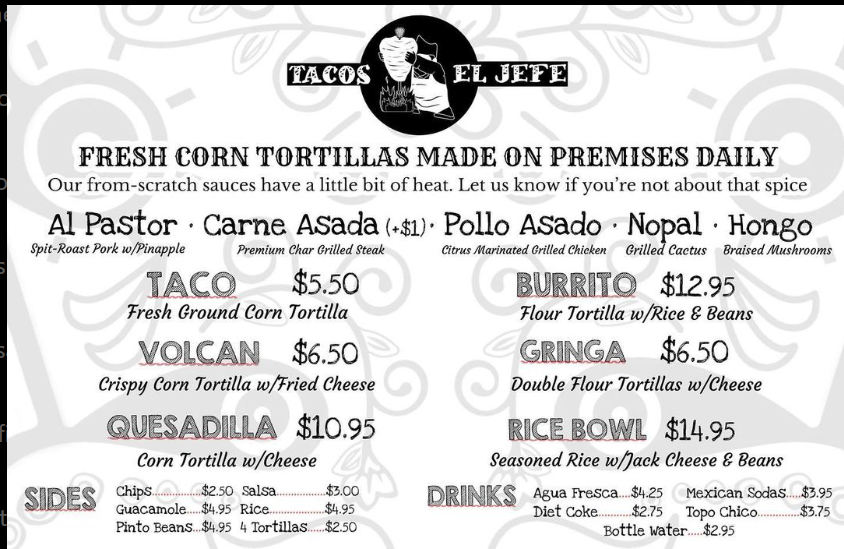 TACOS EL JEFE
FRESH CORN TORTILLAS MADE ON PREMISES DAILY
Our from-scratch sauces have a little bit of heat. Let us know if you're not about that spice
Al Pastor · Carne Asada (+$1) · Pollo Asado · Nopal · Hongo
Spit-Roast Pork w/Pineapple Premium Char Grilled Steak Citrus Marinated Grilled Chicken Grilled Cactus Braised Mushrooms
TACO $5.50
Fresh Ground Corn Tortilla
BURRITO $12.95
Flour Tortilla w/Rice & Beans
VOLCAN $6.50
Crispy Corn Tortilla w/Fried Cheese
GRINGA $6.50
Double Flour Tortillas w/Cheese
QUESADILLA $10.95
Corn Tortilla w/Cheese
RICE BOWL $14.95
Seasoned Rice w/Jack Cheese & Beans
SIDES
Chips.............$2.50 Salsa..............$3.00
Guacamole....$4.95 Rice.................$4.95
Pinto Beans...$4.95 4 Tortillas.....$2.50
DRINKS
Agua Fresca....$4.25 Mexican Sodas....$3.95
Diet Coke..........$2.75 Topo Chico............$3.75
Bottle Water.....$2.95